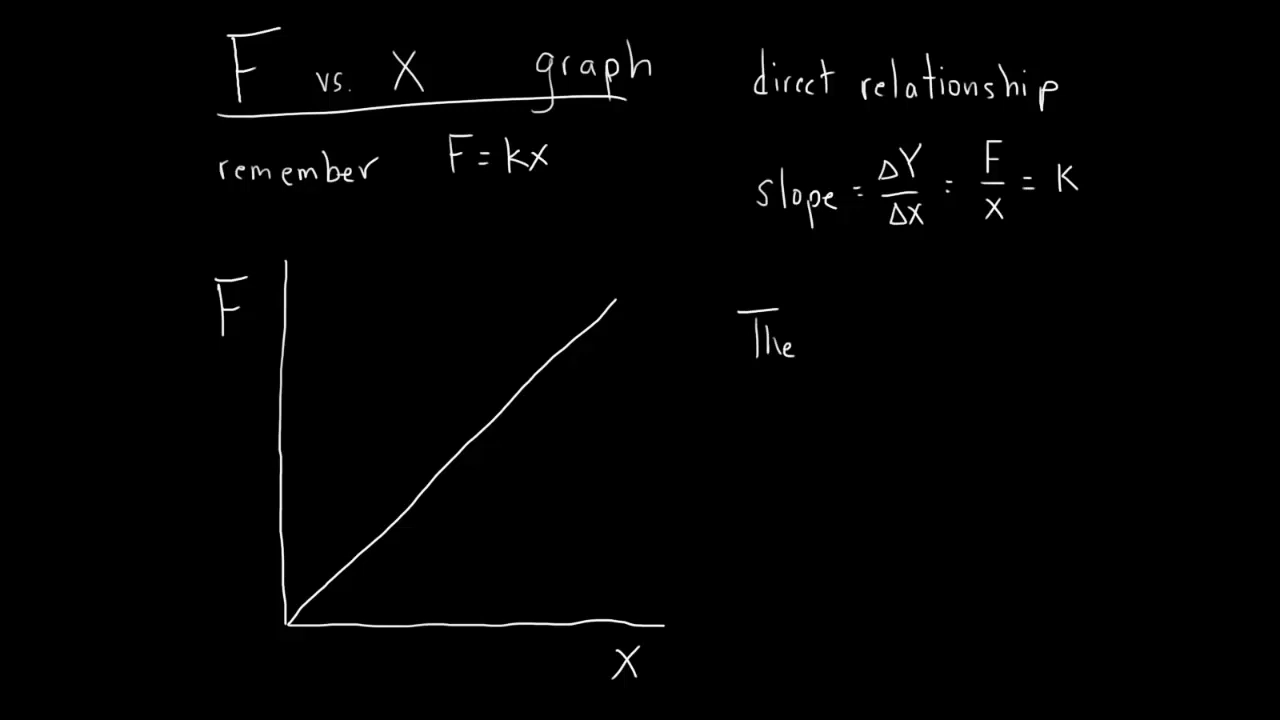 F vs. X graph
remember F = kx
direct relationship
slope = ΔY/ΔX = F/X = K
The
F
X